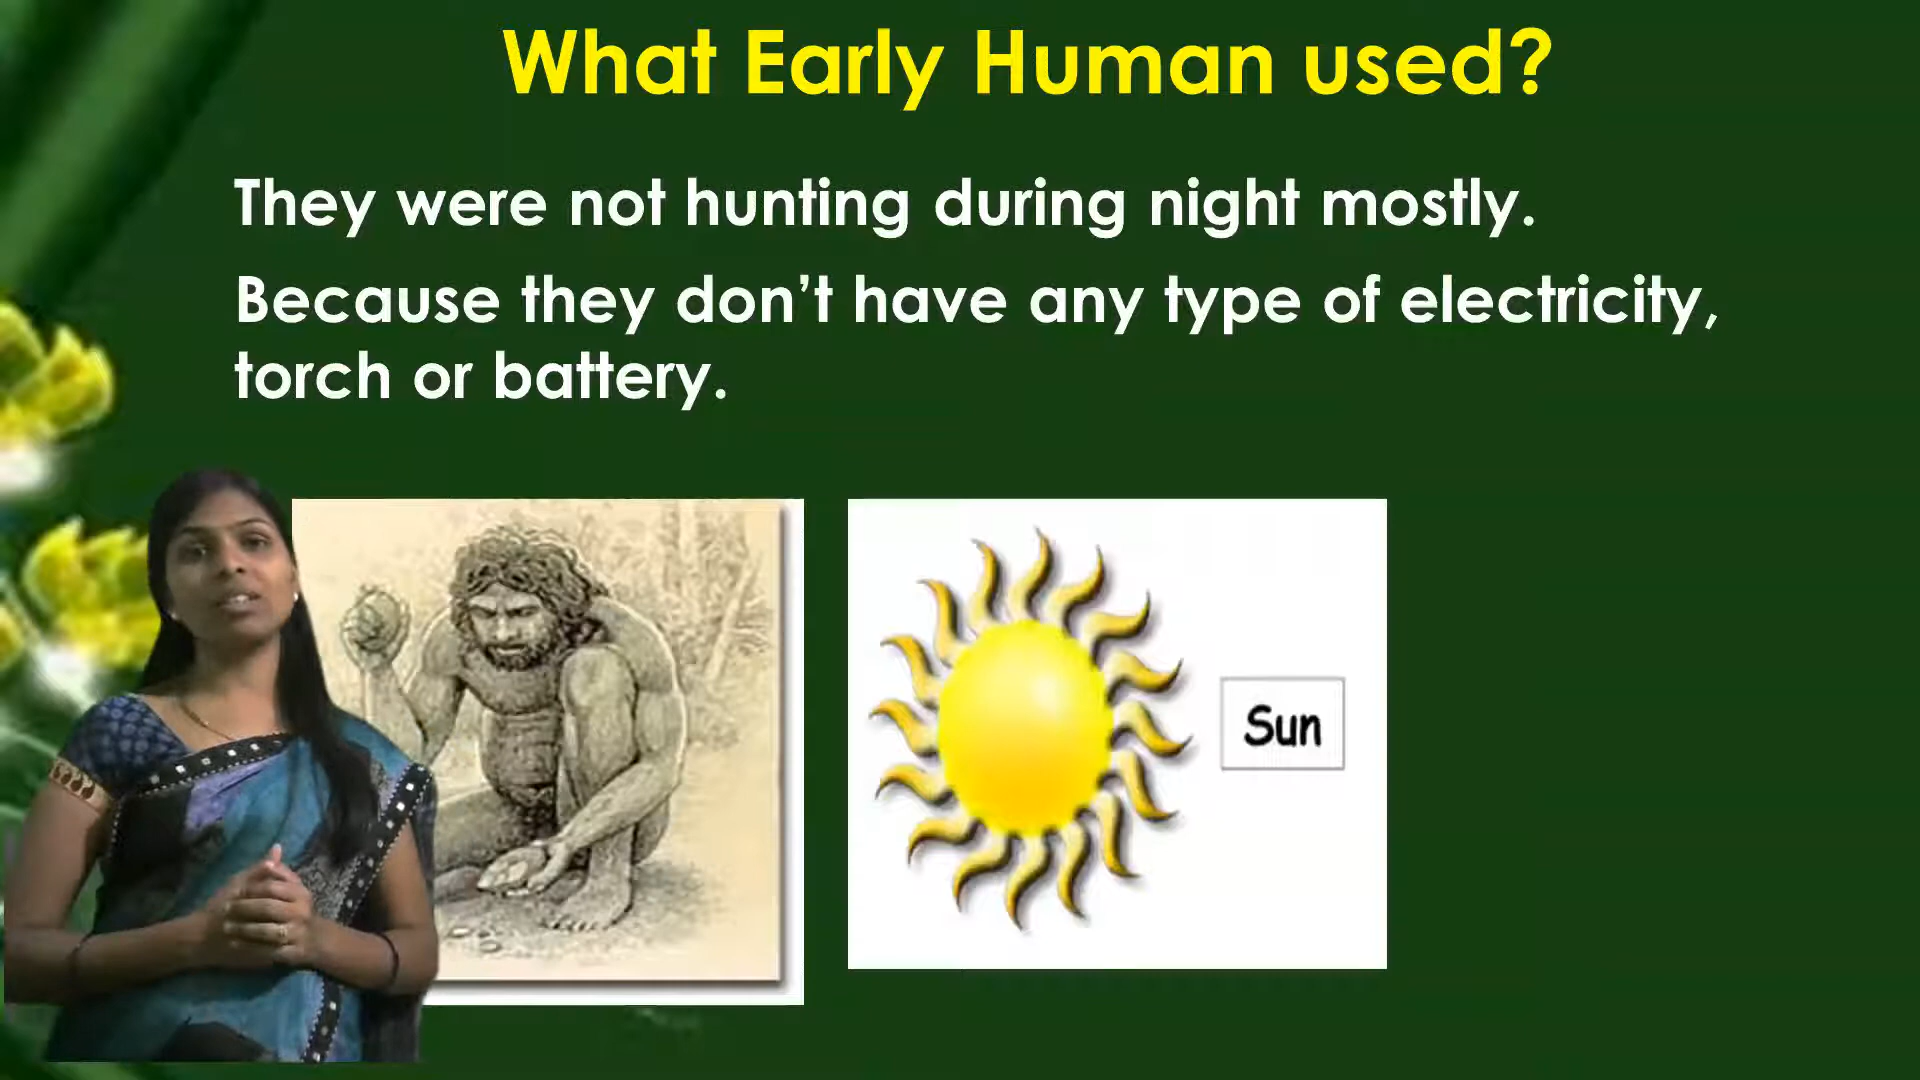 What Early Human used?
They were not hunting during night mostly.
Because they don’t have any type of electricity,
torch or battery.
Sun